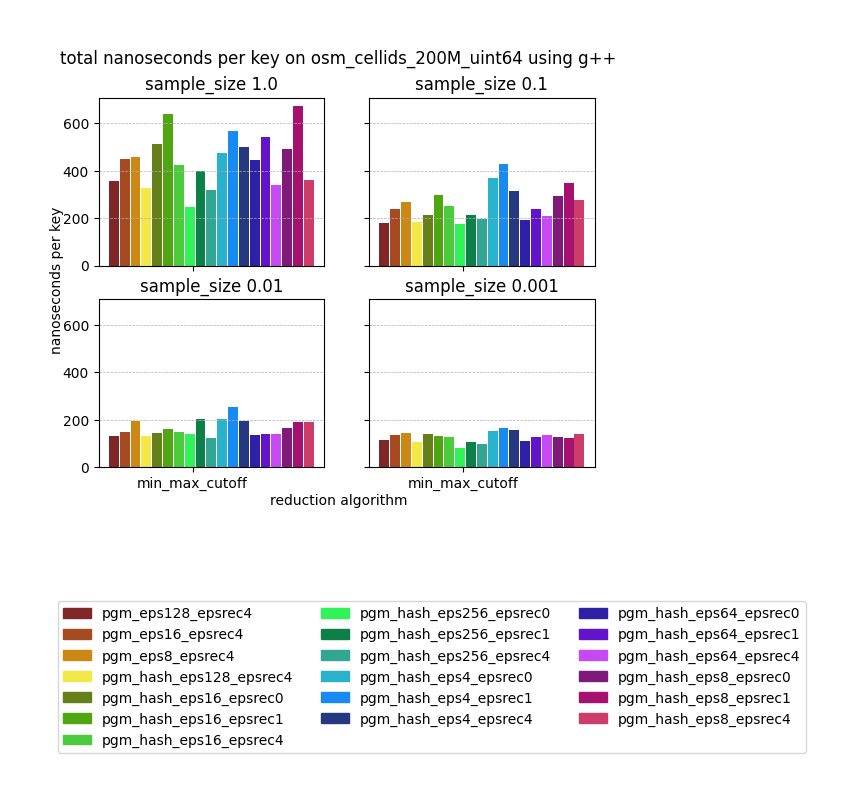 total nanoseconds per key on osm_cellids_200M_uint64 using g++
sample_size 1.0
sample_size 0.1
600
400
200
0
nanoseconds per key
sample_size 0.01
sample_size 0.001
600
400
200
0
min_max_cutoff
min_max_cutoff
reduction algorithm
pgm_eps128_epsrec4
pgm_eps16_epsrec4
pgm_eps8_epsrec4
pgm_hash_eps128_epsrec4
pgm_hash_eps16_epsrec0
pgm_hash_eps16_epsrec1
pgm_hash_eps16_epsrec4
pgm_hash_eps256_epsrec0
pgm_hash_eps256_epsrec1
pgm_hash_eps256_epsrec4
pgm_hash_eps4_epsrec0
pgm_hash_eps4_epsrec1
pgm_hash_eps4_epsrec4
pgm_hash_eps64_epsrec0
pgm_hash_eps64_epsrec1
pgm_hash_eps64_epsrec4
pgm_hash_eps8_epsrec0
pgm_hash_eps8_epsrec1
pgm_hash_eps8_epsrec4